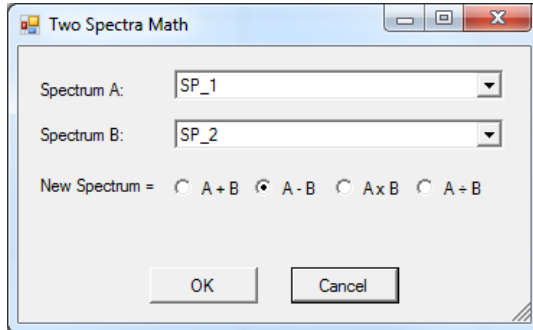 Two Spectra Math
Spectrum A: SP_1
Spectrum B: SP_2
New Spectrum = A + B A - B A x B A ÷ B
OK Cancel